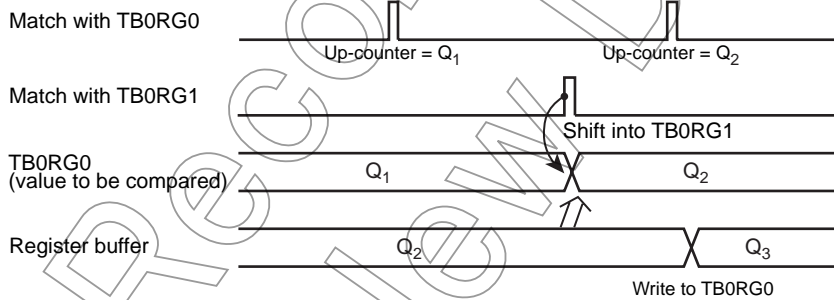 Match with TB0RG0
Up-counter = Q1
Up-counter = Q2
Match with TB0RG1
Shift into TB0RG1
TB0RG0
(value to be compared)
Q1
Q2
Register buffer
Q2
Q3
Write to TB0RG0